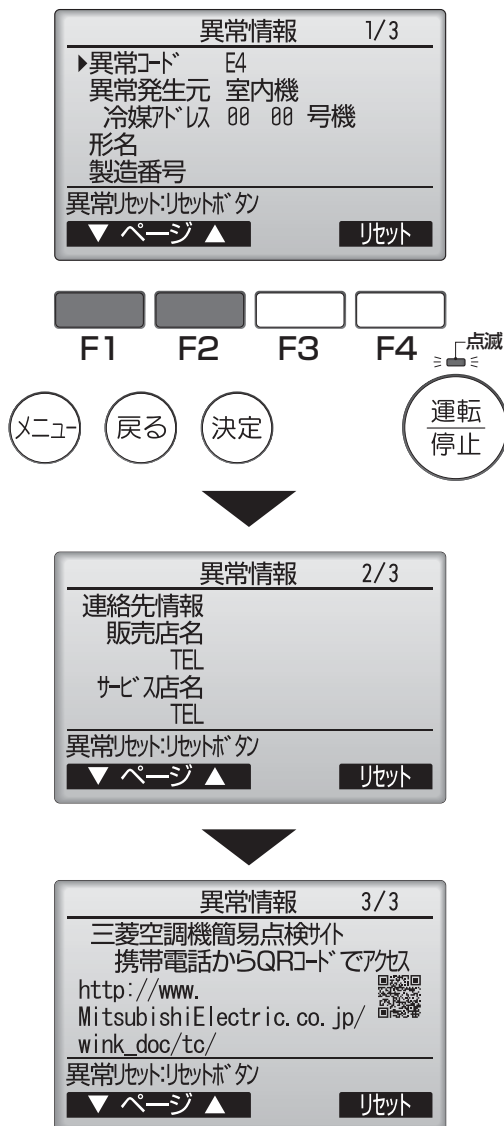 異常情報 1/3
▶異常コード E4
異常発生元 室内機
冷媒アドレス 00 00 号機
形名
製造番号
異常リセット:リセットボタン
▼ ページ ▲ リセット
F1 F2 F3 F4
点滅
メニュー 戻る 決定 運転
停止
異常情報 2/3
連絡先情報
販売店名
TEL
サービス店名
TEL
異常リセット:リセットボタン
▼ ページ ▲ リセット
異常情報 3/3
三菱空調機簡易点検サイト
携帯電話からQRコードでアクセス
http://www.
MitsubishiElectric.co.jp/
wink_doc/tc/
異常リセット:リセットボタン
▼ ページ ▲ リセット